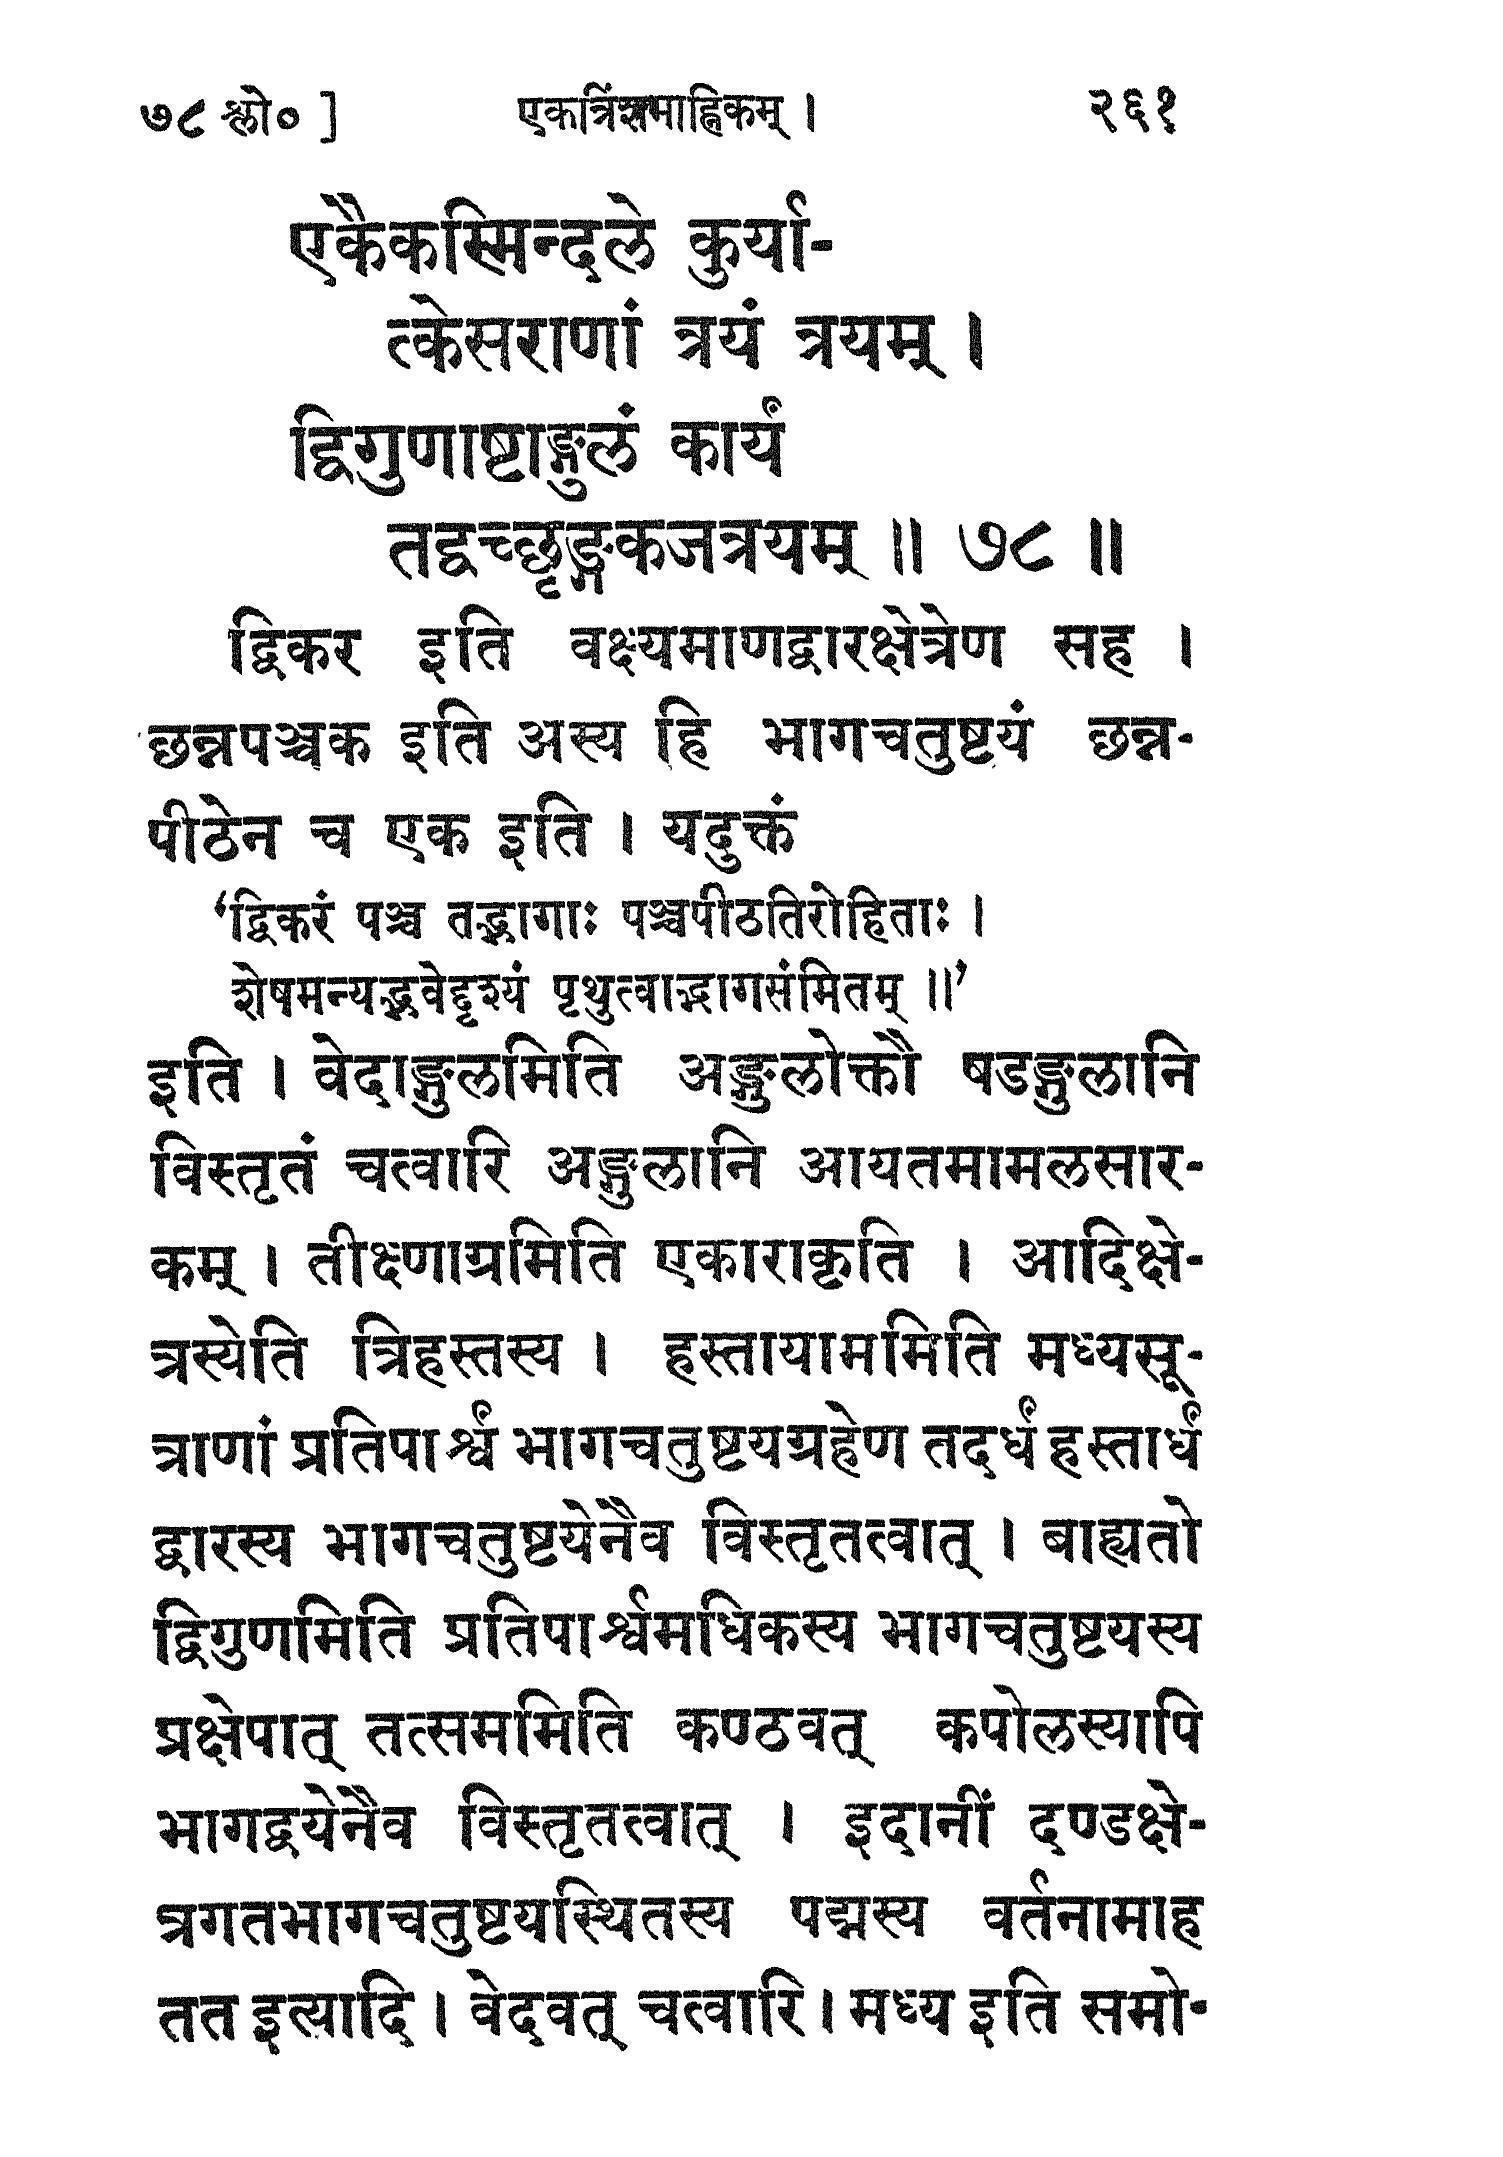 ७८ श्लो० ] एकत्रिंशमाह्निकम् । २६१
एकैकस्मिन्दले कुर्या-
त्केसराणां त्रयं त्रयम् ।
द्विगुणाष्टाङ्गुलं कार्यं
तद्वच्छृङ्गकजत्रयम् ॥ ७८ ॥
द्विकर इति वक्ष्यमाणद्वारक्षेत्रेण सह ।
छन्नपञ्चक इति अस्य हि भागचतुष्टयं छन्न-
पीठेन च एक इति । यदुक्तं
‘द्विकरं पञ्च तद्भागाः पञ्चपीठतिरोहिताः ।
शेषमन्यद्भवेद्दृश्यं पृथुत्वाद्भागसंमितम् ॥’
इति । वेदाङ्गुलमिति अङ्गुलोक्तौ षडङ्गुलानि
विस्तृतं चत्वारि अङ्गुलानि आयतमामलसार-
कम् । तीक्ष्णाग्रमिति एकाराकृति । आदिक्षे-
त्रस्येति त्रिहस्तस्य । हस्तायाममिति मध्यसू-
त्राणां प्रतिपार्श्वं भागचतुष्टयग्रहेण तदर्धं हस्तार्धं
द्वारस्य भागचतुष्टयेनैव विस्तृतत्वात् । बाह्यतो
द्विगुणमिति प्रतिपार्श्वमधिकस्य भागचतुष्टयस्य
प्रक्षेपात् तत्सममिति कण्ठवत् कपोलस्यापि
भागद्वयेनैव विस्तृतत्वात् । इदानीं दण्डक्षे-
त्रगतभागचतुष्टयस्थितस्य पद्मस्य वर्तनामाह
तत इत्यादि । वेदवत् चत्वारि । मध्य इति समो-